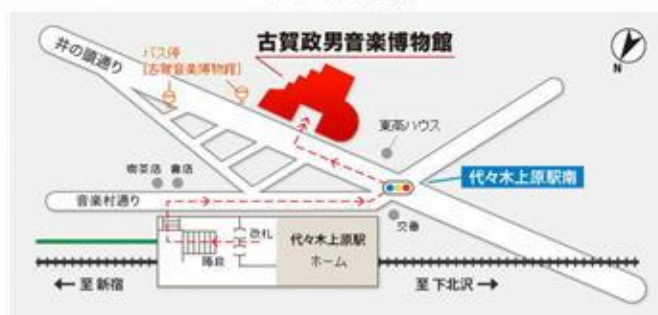 古賀政男音楽博物館
井の頭通り
バス停
[古賀音楽博物館]
N
東高ハウス
代々木上原駅南
喫茶店
書店
音楽村通り
交番
改札
階段
代々木上原駅
ホーム
← 至 新宿
至 下北沢 →